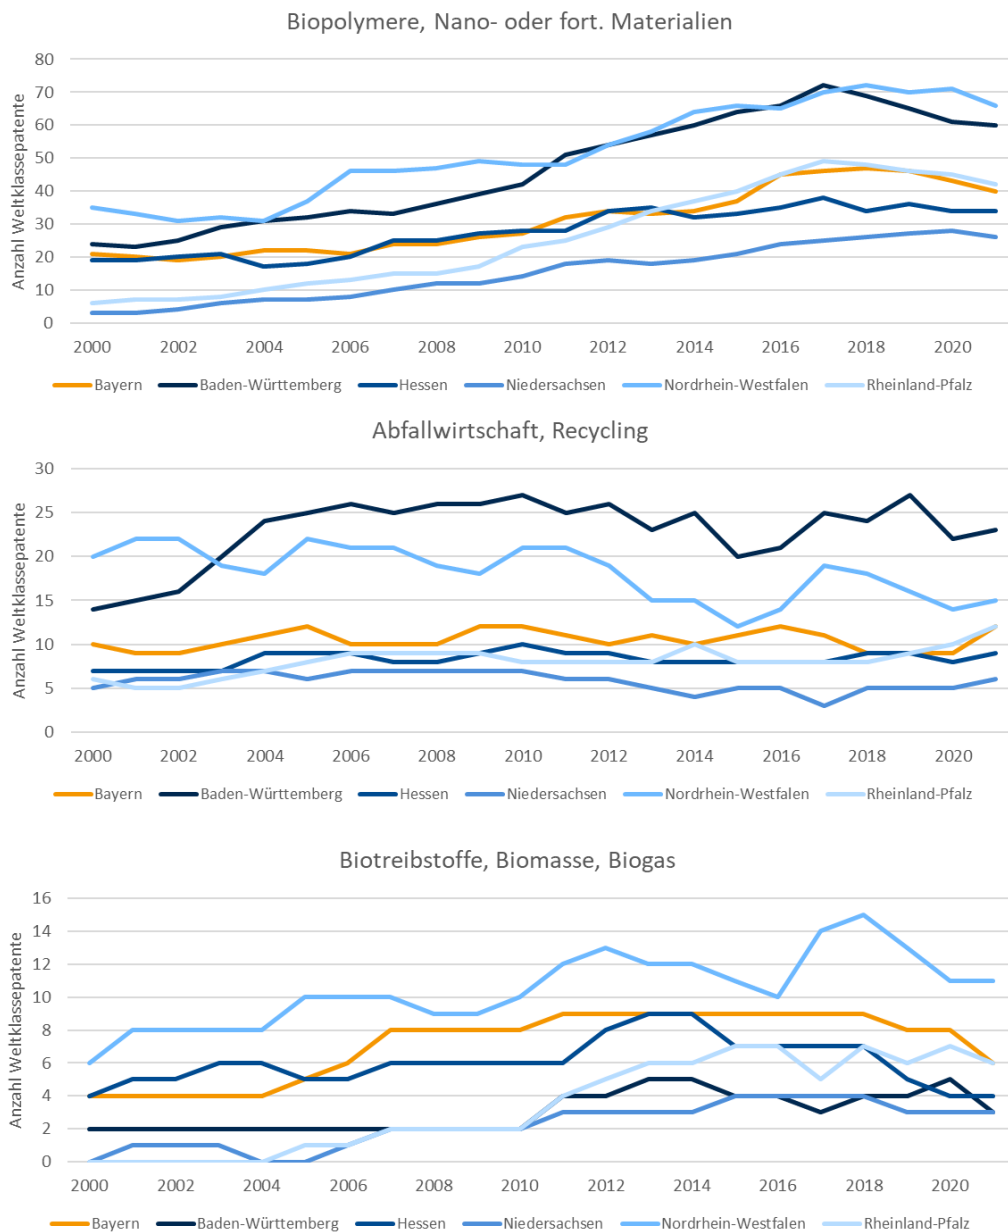 Biopolymere, Nano- oder fort. Materialien
Anzahl Weltklassepatente
80
70
60
50
40
30
20
10
0
2000 2002 2004 2006 2008 2010 2012 2014 2016 2018 2020
Bayern Baden-Württemberg Hessen Niedersachsen Nordrhein-Westfalen Rheinland-Pfalz
Abfallwirtschaft, Recycling
Anzahl Weltklassepatente
30
25
20
15
10
5
0
2000 2002 2004 2006 2008 2010 2012 2014 2016 2018 2020
Bayern Baden-Württemberg Hessen Niedersachsen Nordrhein-Westfalen Rheinland-Pfalz
Biotreibstoffe, Biomasse, Biogas
Anzahl Weltklassepatente
16
14
12
10
8
6
4
2
0
2000 2002 2004 2006 2008 2010 2012 2014 2016 2018 2020
Bayern Baden-Württemberg Hessen Niedersachsen Nordrhein-Westfalen Rheinland-Pfalz